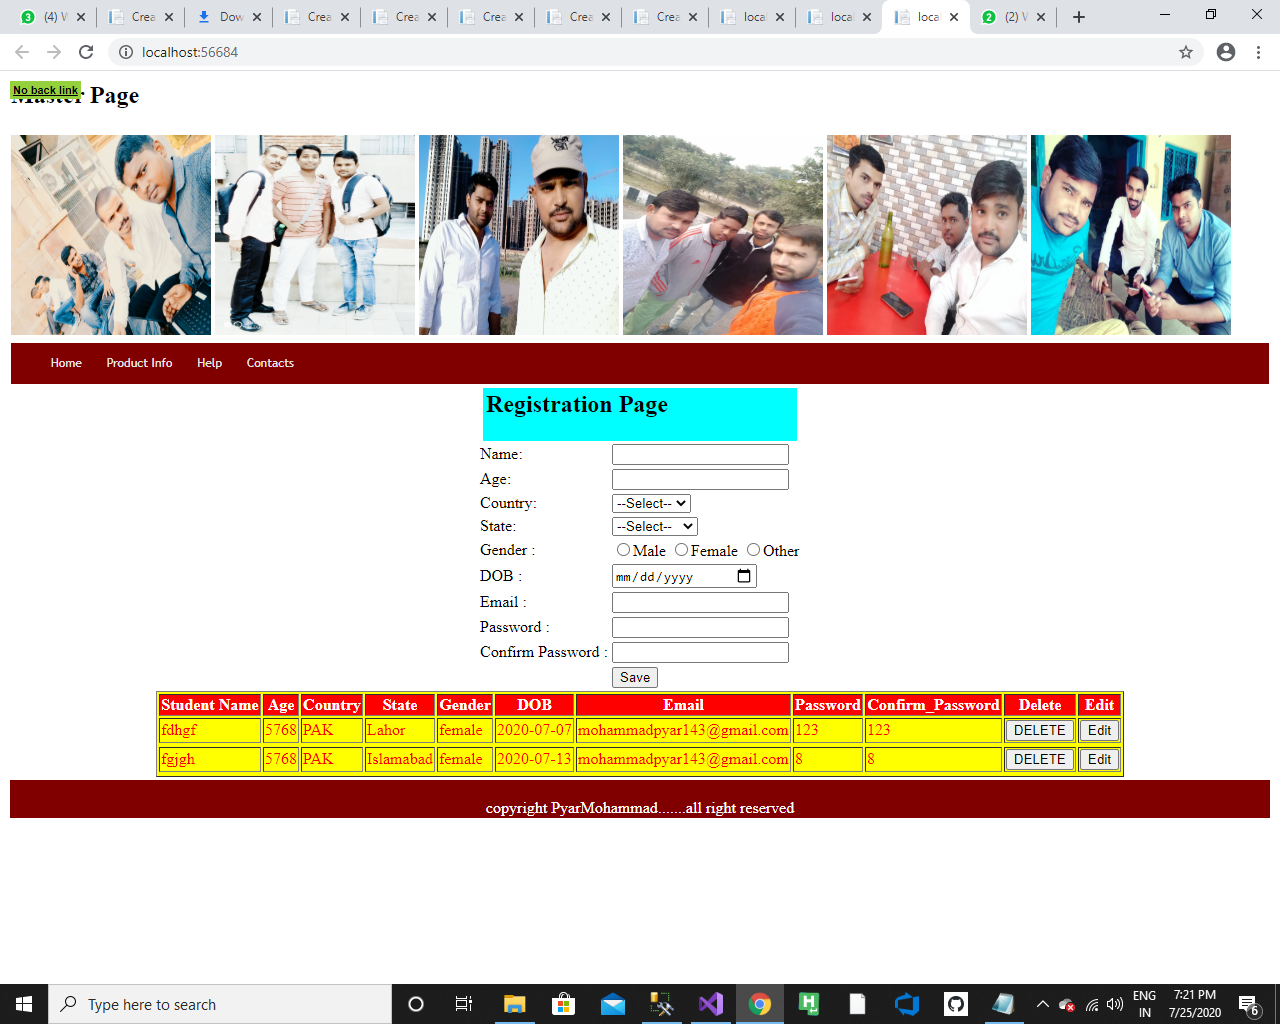 (4) W Crea Dow Crea Crea Crea Crea Crea local local local (2) W
localhost:56684
No back link
Master Page
Home Product Info Help Contacts
Registration Page
Name:
Age:
Country: --Select--
State: --Select--
Gender : Male Female Other
DOB : mm/dd/yyyy
Email :
Password :
Confirm Password :
Save
Student Name Age Country State Gender DOB Email Password Confirm_Password Delete Edit
fdhgf 5768 PAK Lahor female 2020-07-07 mohammadpyar143@gmail.com 123 123 DELETE Edit
fgjgh 5768 PAK Islamabad female 2020-07-13 mohammadpyar143@gmail.com 8 8 DELETE Edit
copyright PyarMohammad.......all right reserved
Type here to search
ENG 7:21 PM
IN 7/25/2020 6